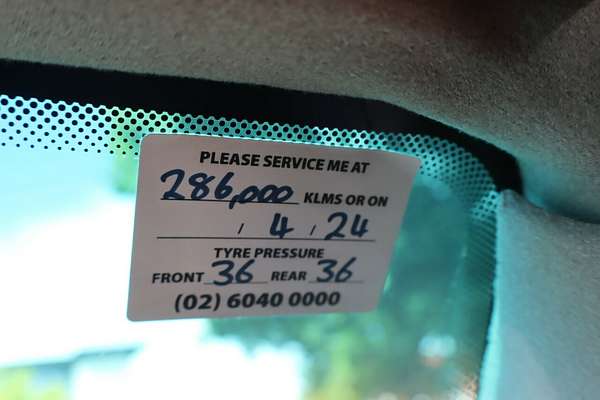 PLEASE SERVICE ME AT
286,000 KLMS OR ON
/ 4 / 24
TYRE PRESSURE
FRONT 36 REAR 36
(02) 6040 0000